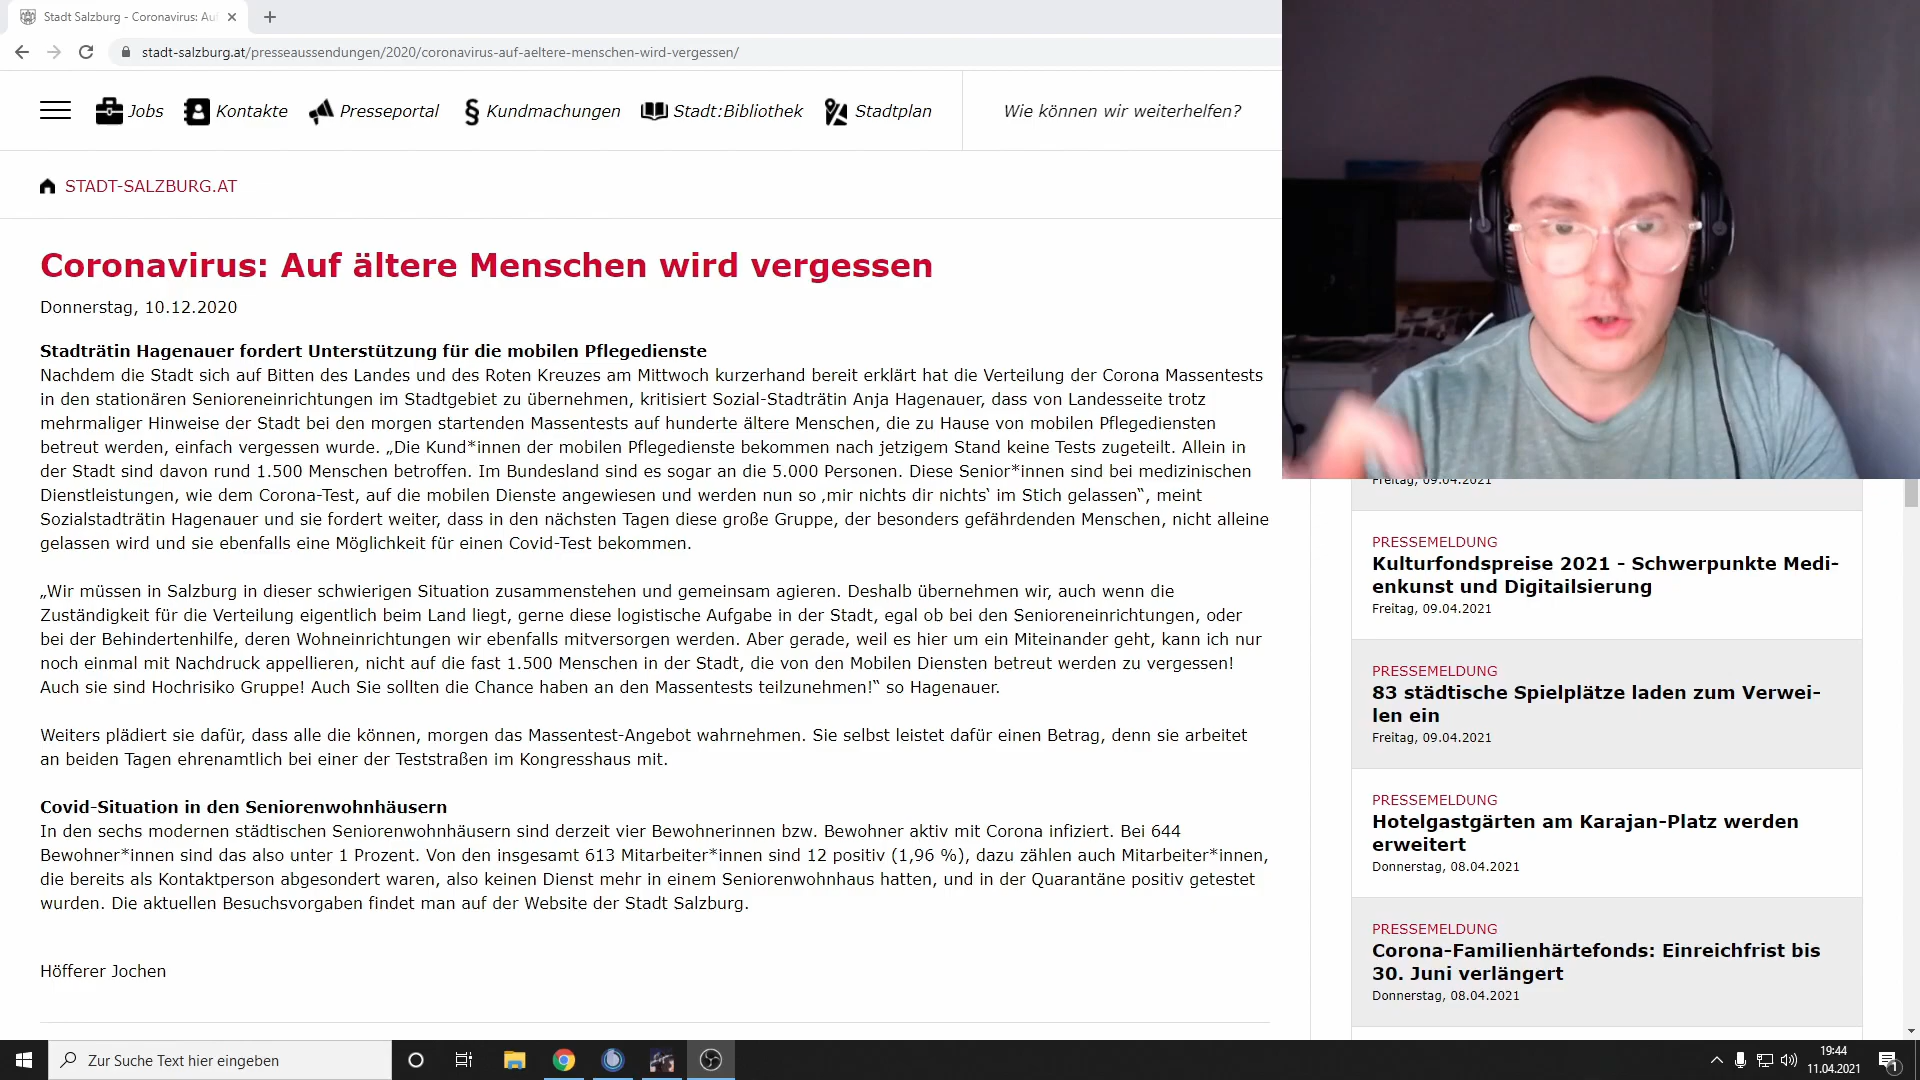 Stadt Salzburg - Coronavirus: Au
stadt-salzburg.at/presseaussendungen/2020/coronavirus-auf-aeltere-menschen-wird-vergessen/
Jobs
Kontakte
Presseportal
§ Kundmachungen
Stadt:Bibliothek
Stadtplan
Wie können wir weiterhelfen?
STADT-SALZBURG.AT
Coronavirus: Auf ältere Menschen wird vergessen
Donnerstag, 10.12.2020
Stadträtin Hagenauer fordert Unterstützung für die mobilen Pflegedienste
Nachdem die Stadt sich auf Bitten des Landes und des Roten Kreuzes am Mittwoch kurzerhand bereit erklärt hat die Verteilung der Corona Massentests
in den stationären Senioreneinrichtungen im Stadtgebiet zu übernehmen, kritisiert Sozial-Stadträtin Anja Hagenauer, dass von Landesseite trotz
mehrmaliger Hinweise der Stadt bei den morgen startenden Massentests auf hunderte ältere Menschen, die zu Hause von mobilen Pflegediensten
betreut werden, einfach vergessen wurde. „Die Kund*innen der mobilen Pflegedienste bekommen nach jetzigem Stand keine Tests zugeteilt. Allein in
der Stadt sind davon rund 1.500 Menschen betroffen. Im Bundesland sind es sogar an die 5.000 Personen. Diese Senior*innen sind bei medizinischen
Dienstleistungen, wie dem Corona-Test, auf die mobilen Dienste angewiesen und werden nun so ‚mir nichts dir nichts‘ im Stich gelassen“, meint
Sozialstadträtin Hagenauer und sie fordert weiter, dass in den nächsten Tagen diese große Gruppe, der besonders gefährdenden Menschen, nicht alleine
gelassen wird und sie ebenfalls eine Möglichkeit für einen Covid-Test bekommen.
„Wir müssen in Salzburg in dieser schwierigen Situation zusammenstehen und gemeinsam agieren. Deshalb übernehmen wir, auch wenn die
Zuständigkeit für die Verteilung eigentlich beim Land liegt, gerne diese logistische Aufgabe in der Stadt, egal ob bei den Senioreneinrichtungen, oder
bei der Behindertenhilfe, deren Wohneinrichtungen wir ebenfalls mitversorgen werden. Aber gerade, weil es hier um ein Miteinander geht, kann ich nur
noch einmal mit Nachdruck appellieren, nicht auf die fast 1.500 Menschen in der Stadt, die von den Mobilen Diensten betreut werden zu vergessen!
Auch sie sind Hochrisiko Gruppe! Auch Sie sollten die Chance haben an den Massentests teilzunehmen!“ so Hagenauer.
Weiters plädiert sie dafür, dass alle die können, morgen das Massentest-Angebot wahrnehmen. Sie selbst leistet dafür einen Betrag, denn sie arbeitet
an beiden Tagen ehrenamtlich bei einer der Teststraßen im Kongresshaus mit.
Covid-Situation in den Seniorenwohnhäusern
In den sechs modernen städtischen Seniorenwohnhäusern sind derzeit vier Bewohnerinnen bzw. Bewohner aktiv mit Corona infiziert. Bei 644
Bewohner*innen sind das also unter 1 Prozent. Von den insgesamt 613 Mitarbeiter*innen sind 12 positiv (1,96 %), dazu zählen auch Mitarbeiter*innen,
die bereits als Kontaktperson abgesondert waren, also keinen Dienst mehr in einem Seniorenwohnhaus hatten, und in der Quarantäne positiv getestet
wurden. Die aktuellen Besuchsvorgaben findet man auf der Website der Stadt Salzburg.
Höfferer Jochen
Freitag, 09.04.2021
PRESSEMELDUNG
Kulturfondspreise 2021 - Schwerpunkte Medi-
enkunst und Digitailsierung
Freitag, 09.04.2021
PRESSEMELDUNG
83 städtische Spielplätze laden zum Verwei-
len ein
Freitag, 09.04.2021
PRESSEMELDUNG
Hotelgastgärten am Karajan-Platz werden
erweitert
Donnerstag, 08.04.2021
PRESSEMELDUNG
Corona-Familienhärtefonds: Einreichfrist bis
30. Juni verlängert
Donnerstag, 08.04.2021
Zur Suche Text hier eingeben
19:44
11.04.2021
1